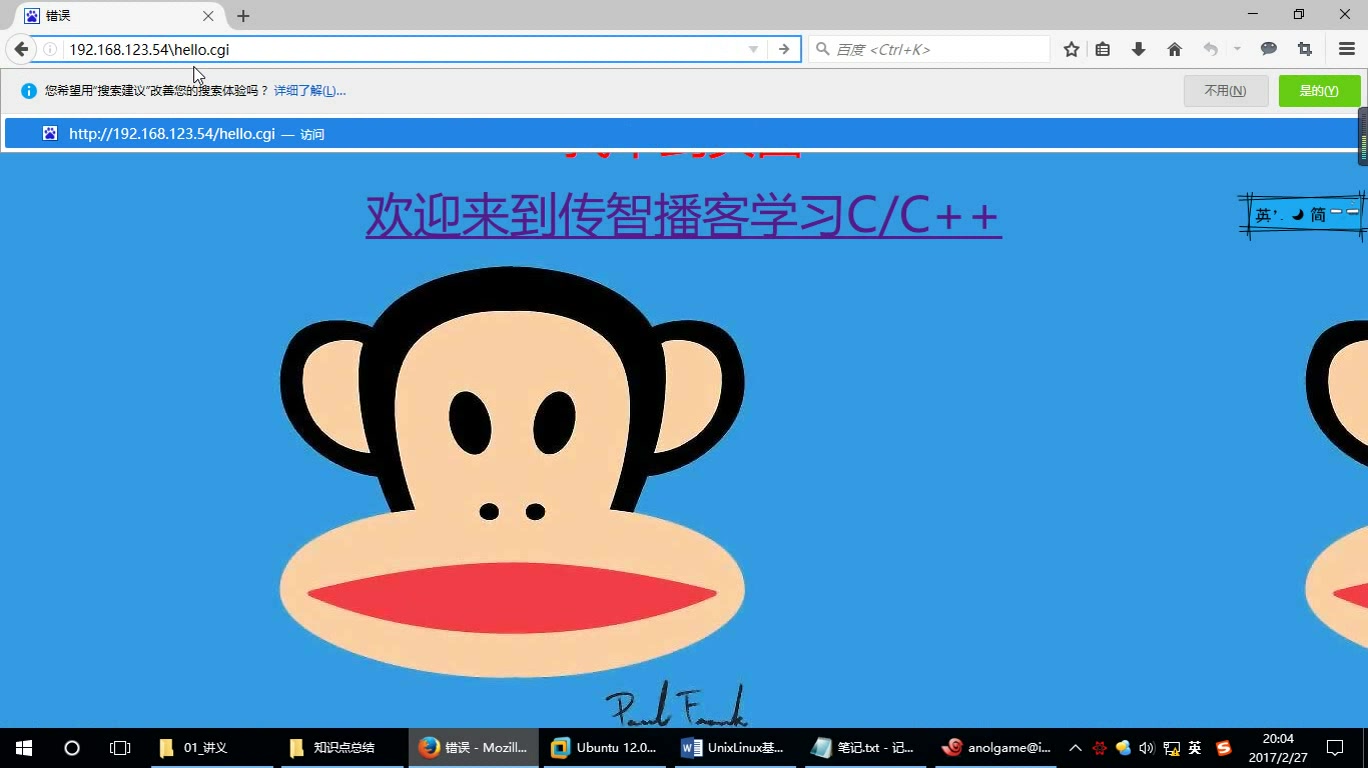 错误
192.168.123.54\hello.cgi
百度 <Ctrl+K>
您希望用“搜索建议”改善您的搜索体验吗？ 详细了解(L)...
不用(N)
是的(Y)
http://192.168.123.54/hello.cgi — 访问
欢迎来到传智播客学习C/C++
英 简
Paul Frank
01_讲义
知识点总结
错误 - Mozill...
Ubuntu 12.0...
UnixLinux基...
笔记.txt - 记...
anolgame@i...
英
20:04
2017/2/27